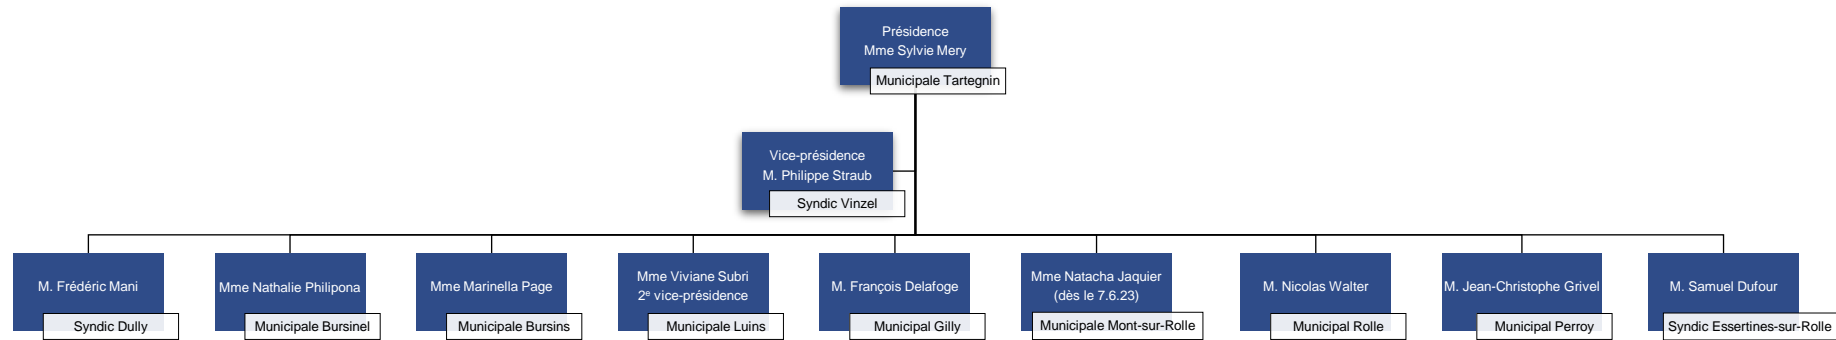 Présidence
Mme Sylvie Mery
Municipale Tartegnin
Vice-présidence
M. Philippe Straub
Syndic Vinzel
M. Frédéric Mani
Syndic Dully
Mme Nathalie Philipona
Municipale Bursinel
Mme Marinella Page
Municipale Bursins
Mme Viviane Subri
2e vice-présidence
Municipale Luins
M. François Delafoge
Municipal Gilly
Mme Natacha Jaquier
(dès le 7.6.23)
Municipale Mont-sur-Rolle
M. Nicolas Walter
Municipal Rolle
M. Jean-Christophe Grivel
Municipal Perroy
M. Samuel Dufour
Syndic Essertines-sur-Rolle